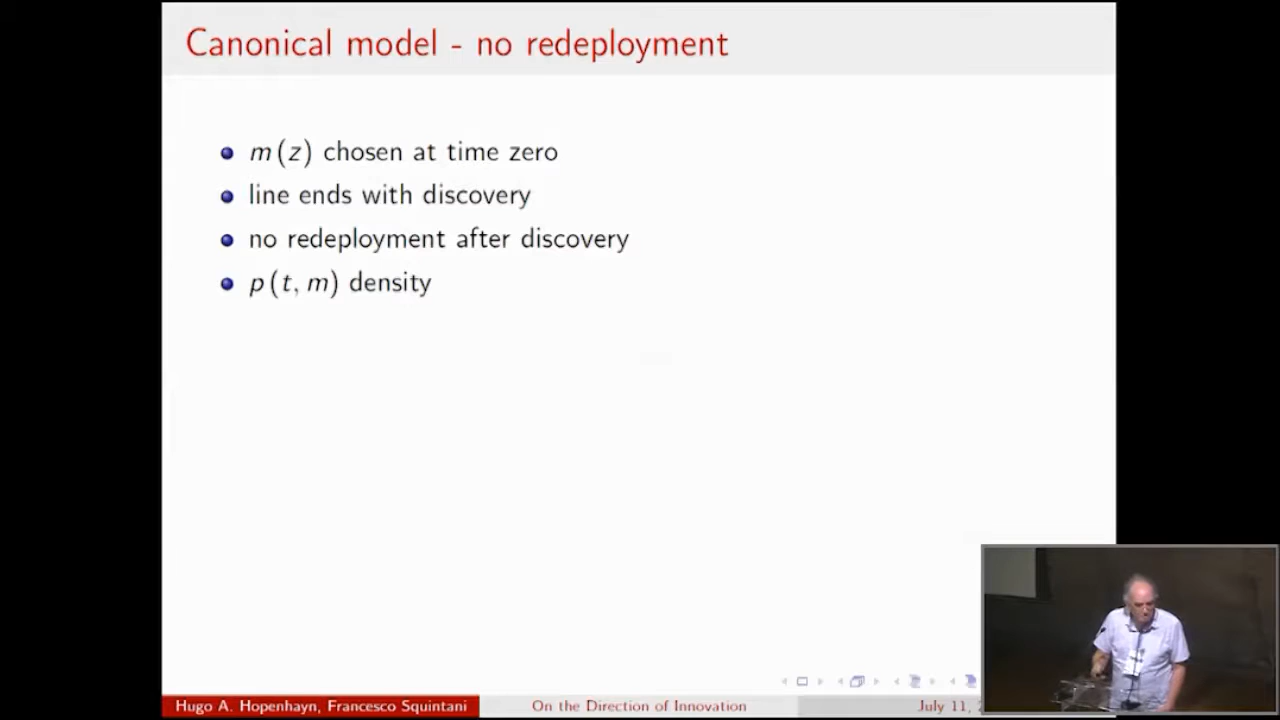 Canonical model - no redeployment
m(z) chosen at time zero
line ends with discovery
no redeployment after discovery
p(t, m) density
Hugo A. Hopenhayn, Francesco Squintani
On the Direction of Innovation
July 11,